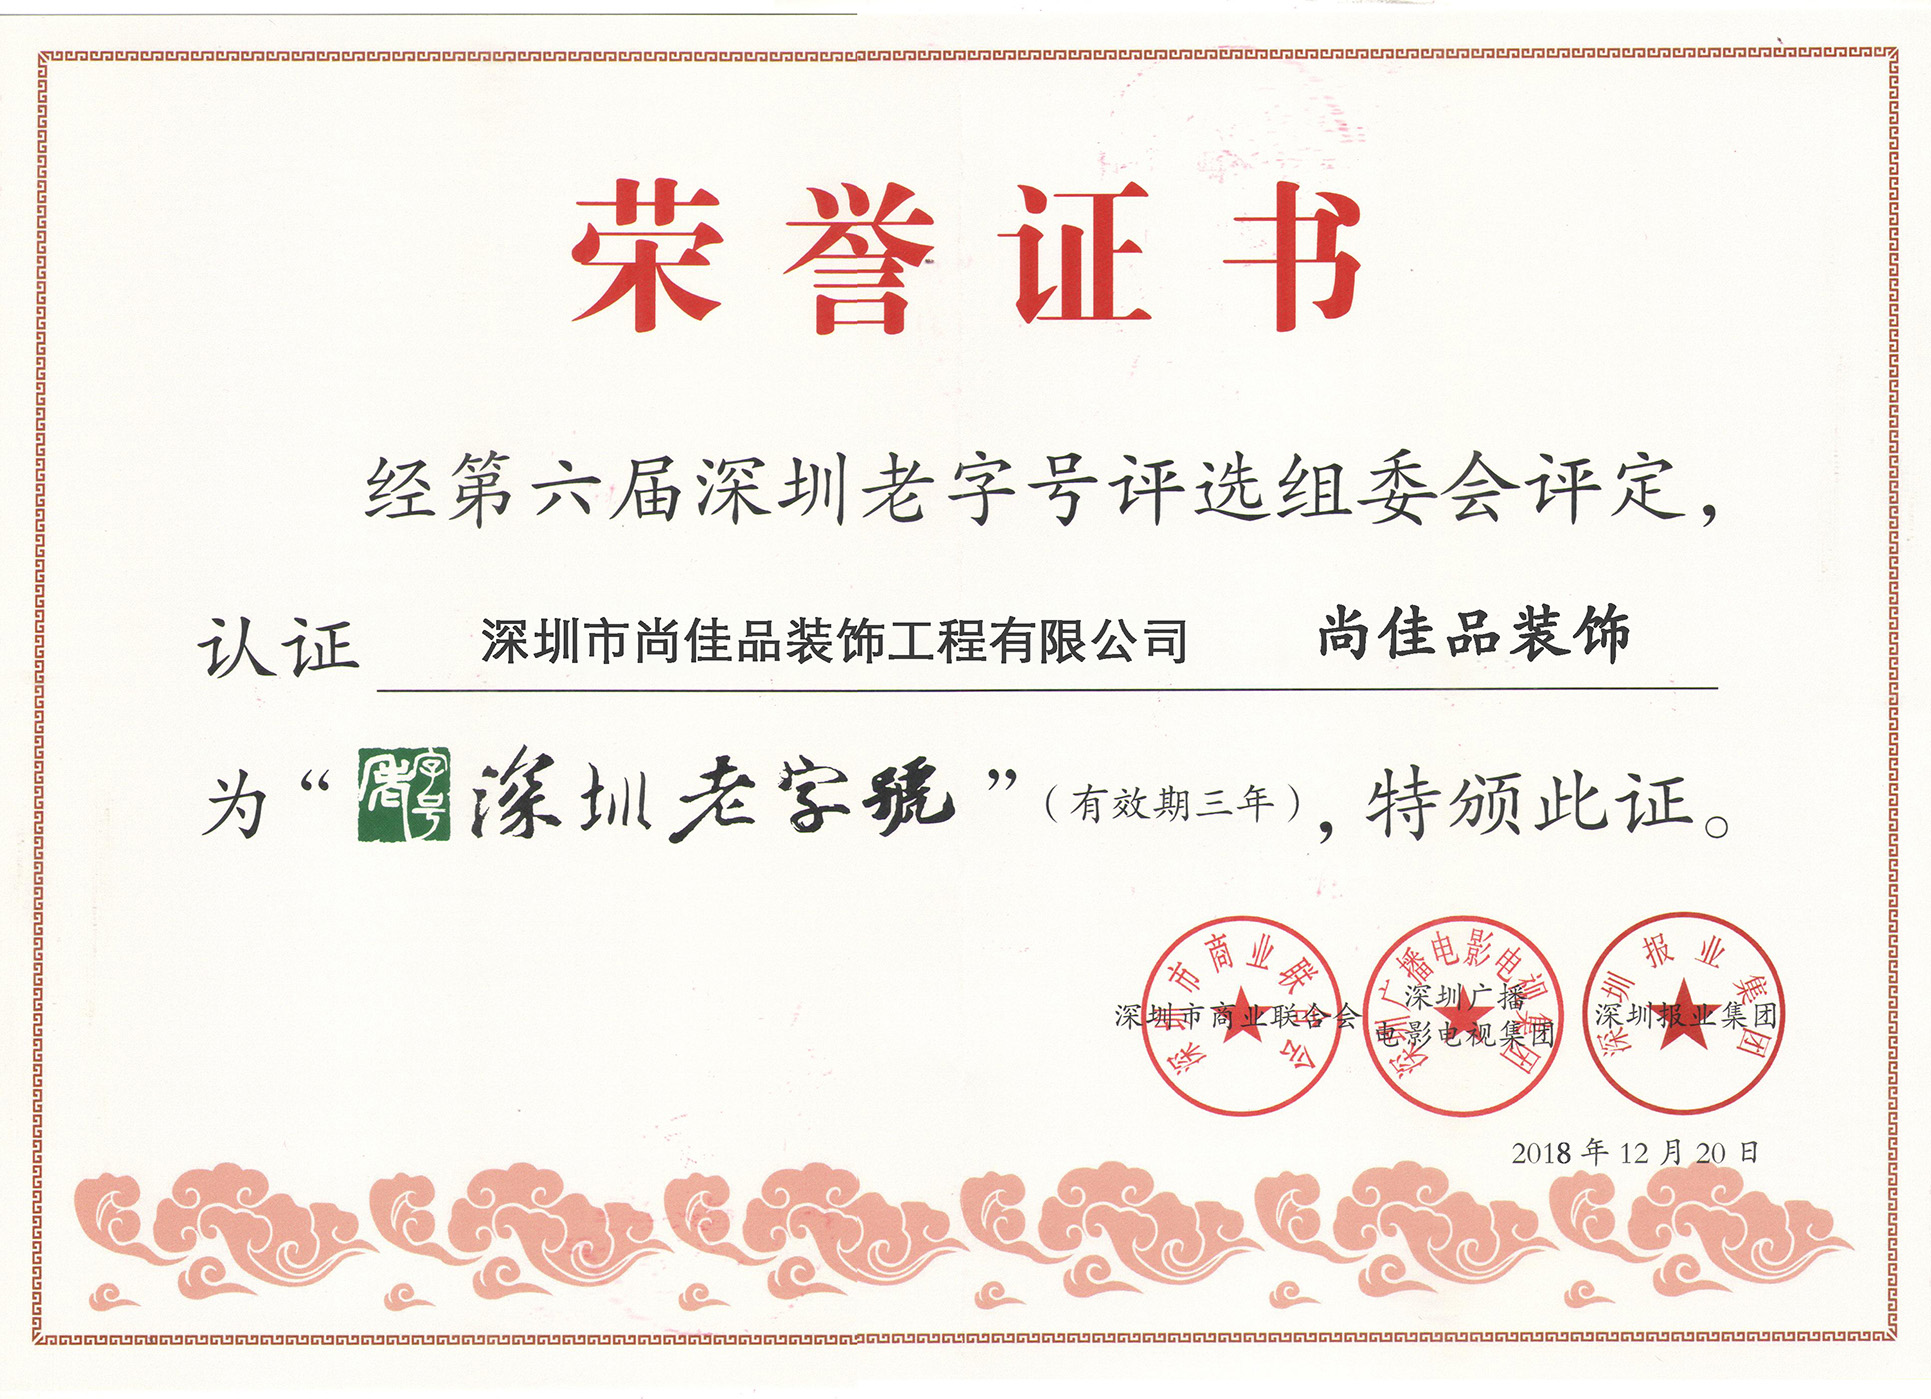 荣誉证书
经第六届深圳老字号评选组委会评定，
认证 深圳市尚佳品装饰工程有限公司 尚佳品装饰
为“老字号 深圳老字號”（有效期三年），特颁此证。
深圳市商业联合会
深圳市商业联合会
深圳广播电影电视集团
深圳广播
电影电视集团
深圳报业集团
深圳报业集团
2018年12月20日